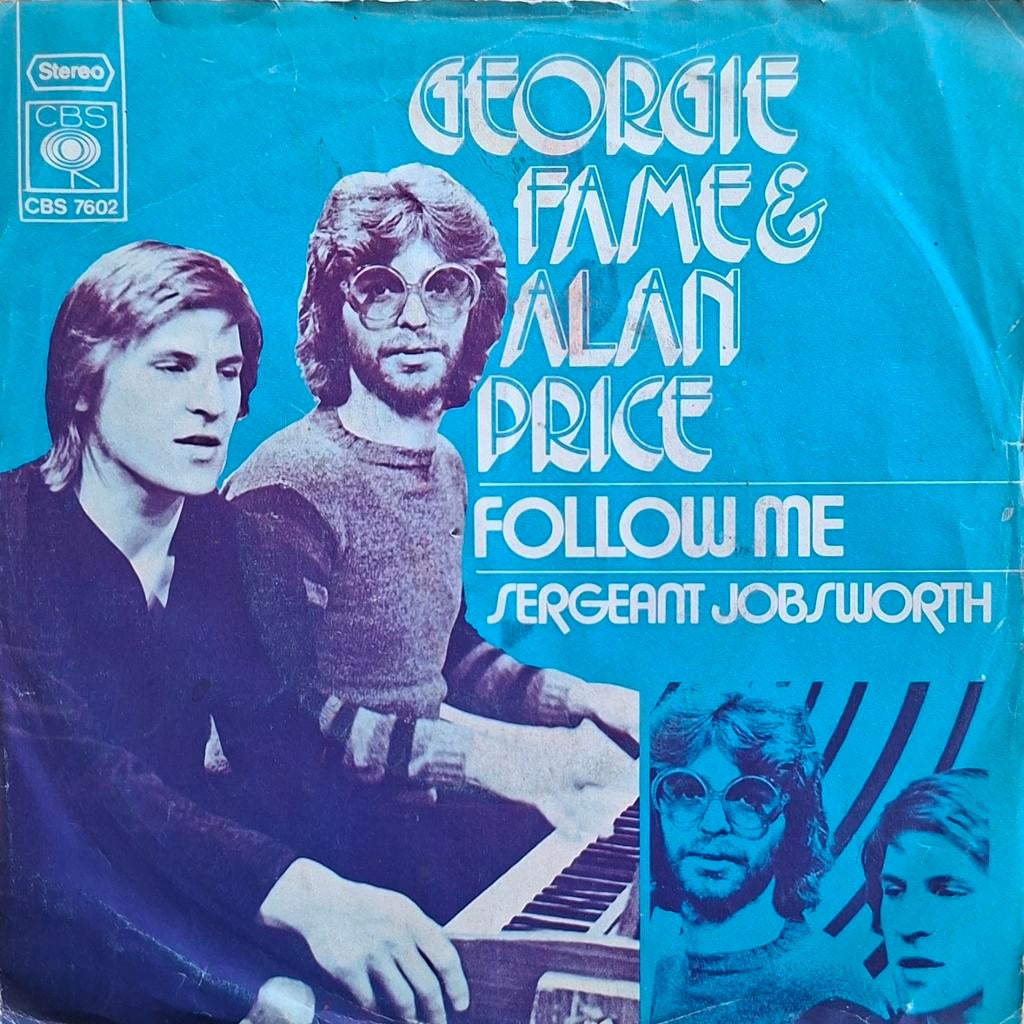 Stereo
CBS
CBS 7602
GEORGIE
FAME &
ALAN
PRICE
FOLLOW ME
SERGEANT JOBSWORTH